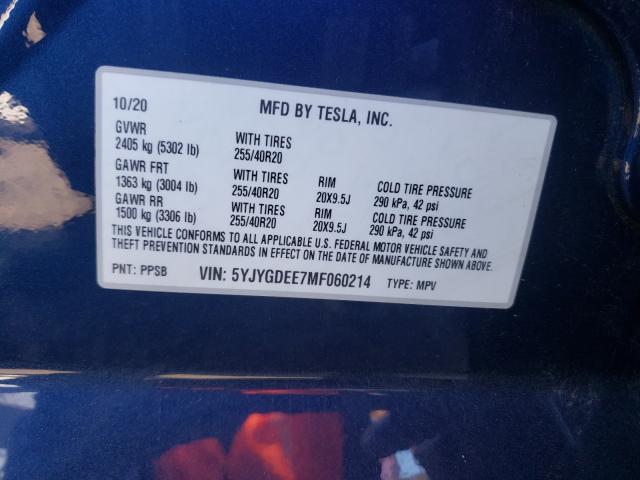 10/20 MFD BY TESLA, INC.
GVWR
2405 kg (5302 lb) WITH TIRES 255/40R20
GAWR FRT
1363 kg (3004 lb) WITH TIRES 255/40R20 RIM 20X9.5J COLD TIRE PRESSURE 290 kPa, 42 psi
GAWR RR
1500 kg (3306 lb) WITH TIRES 255/40R20 RIM 20X9.5J COLD TIRE PRESSURE 290 kPa, 42 psi
THIS VEHICLE CONFORMS TO ALL APPLICABLE U.S. FEDERAL MOTOR VEHICLE SAFETY AND
THEFT PREVENTION STANDARDS IN EFFECT ON THE DATE OF MANUFACTURE SHOWN ABOVE.
PNT: PPSB VIN: 5YJYGDEE7MF060214 TYPE: MPV